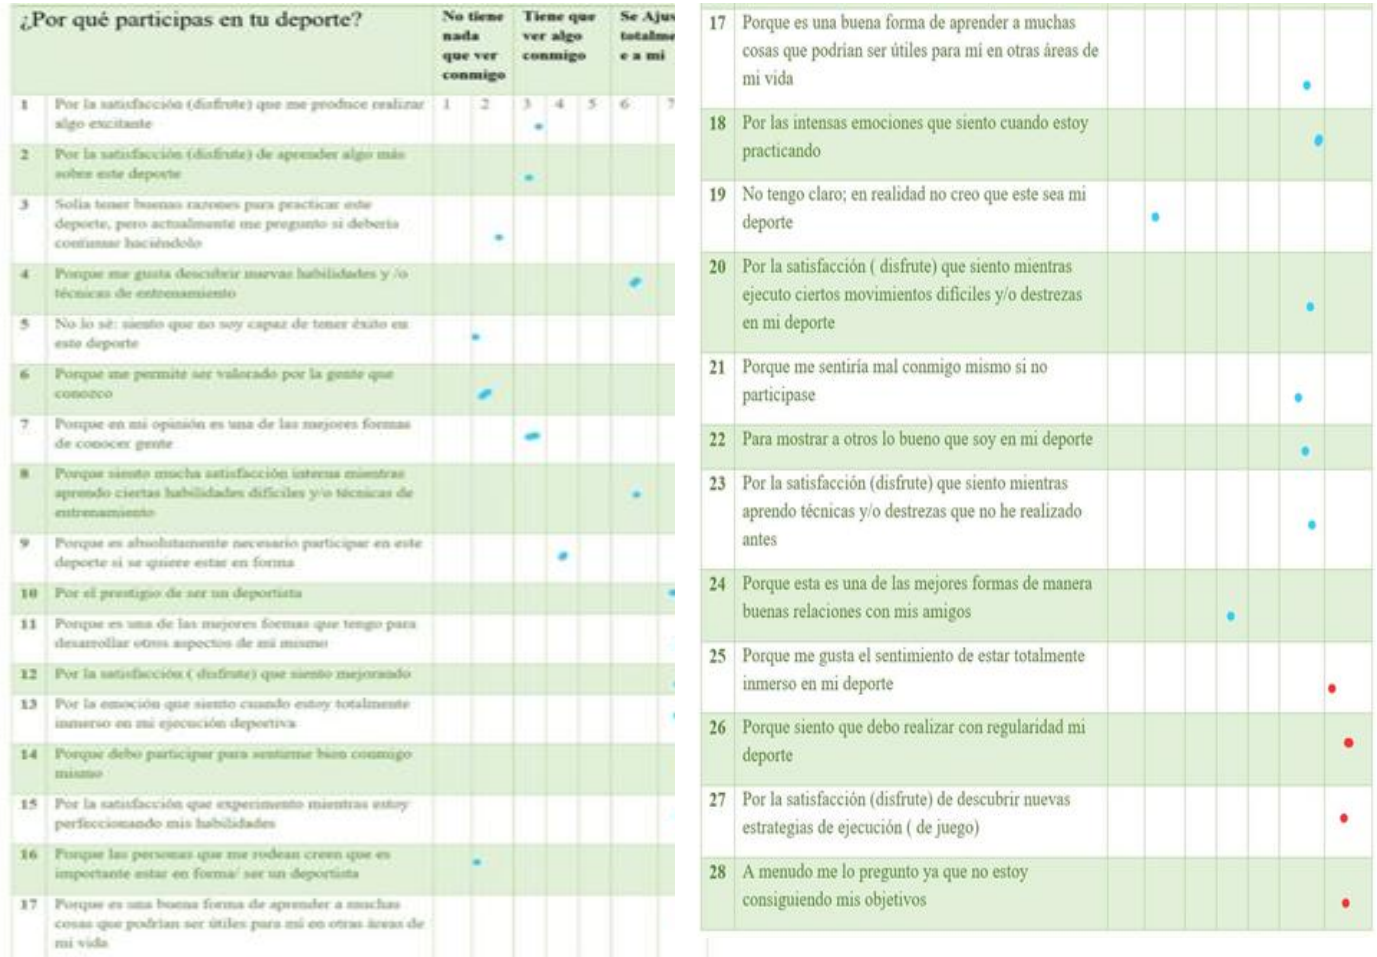 ¿Por qué participas en tu deporte?
No tiene
nada
que ver
conmigo
Tiene que
ver algo
conmigo
Se Ajus
totalme
e a mi
1 Por la satisfacción (disfrute) que me produce realizar
algo excitante
1 2 3 4 5 6 7
2 Por la satisfacción (disfrute) de aprender algo más
sobre este deporte
3 Solía tener buenas razones para practicar este
deporte, pero actualmente me pregunto si debería
continuar haciéndolo
4 Porque me gusta descubrir nuevas habilidades y /o
técnicas de entrenamiento
5 No lo sé: siento que no soy capaz de tener éxito en
este deporte
6 Porque me permite ser valorado por la gente que
conozco
7 Porque en mi opinión es una de las mejores formas
de conocer gente
8 Porque siento mucha satisfacción interna mientras
aprendo ciertas habilidades difíciles y/o técnicas de
entrenamiento
9 Porque es absolutamente necesario participar en este
deporte si se quiere estar en forma
10 Por el prestigio de ser un deportista
11 Porque es una de las mejores formas que tengo para
desarrollar otros aspectos de mi mismo
12 Por la satisfacción ( disfrute) que siento mejorando
13 Por la emoción que siento cuando estoy totalmente
inmerso en mi ejecución deportiva
14 Porque debo participar para sentirme bien conmigo
mismo
15 Por la satisfacción que experimento mientras estoy
perfeccionando mis habilidades
16 Porque las personas que me rodean creen que es
importante estar en forma/ ser un deportista
17 Porque es una buena forma de aprender a muchas
cosas que podrían ser útiles para mí en otras áreas de
mi vida
17 Porque es una buena forma de aprender a muchas
cosas que podrían ser útiles para mí en otras áreas de
mi vida
18 Por las intensas emociones que siento cuando estoy
practicando
19 No tengo claro; en realidad no creo que este sea mi
deporte
20 Por la satisfacción ( disfrute) que siento mientras
ejecuto ciertos movimientos difíciles y/o destrezas
en mi deporte
21 Porque me sentiría mal conmigo mismo si no
participase
22 Para mostrar a otros lo bueno que soy en mi deporte
23 Por la satisfacción (disfrute) que siento mientras
aprendo técnicas y/o destrezas que no he realizado
antes
24 Porque esta es una de las mejores formas de manera
buenas relaciones con mis amigos
25 Porque me gusta el sentimiento de estar totalmente
inmerso en mi deporte
26 Porque siento que debo realizar con regularidad mi
deporte
27 Por la satisfacción (disfrute) de descubrir nuevas
estrategias de ejecución ( de juego)
28 A menudo me lo pregunto ya que no estoy
consiguiendo mis objetivos